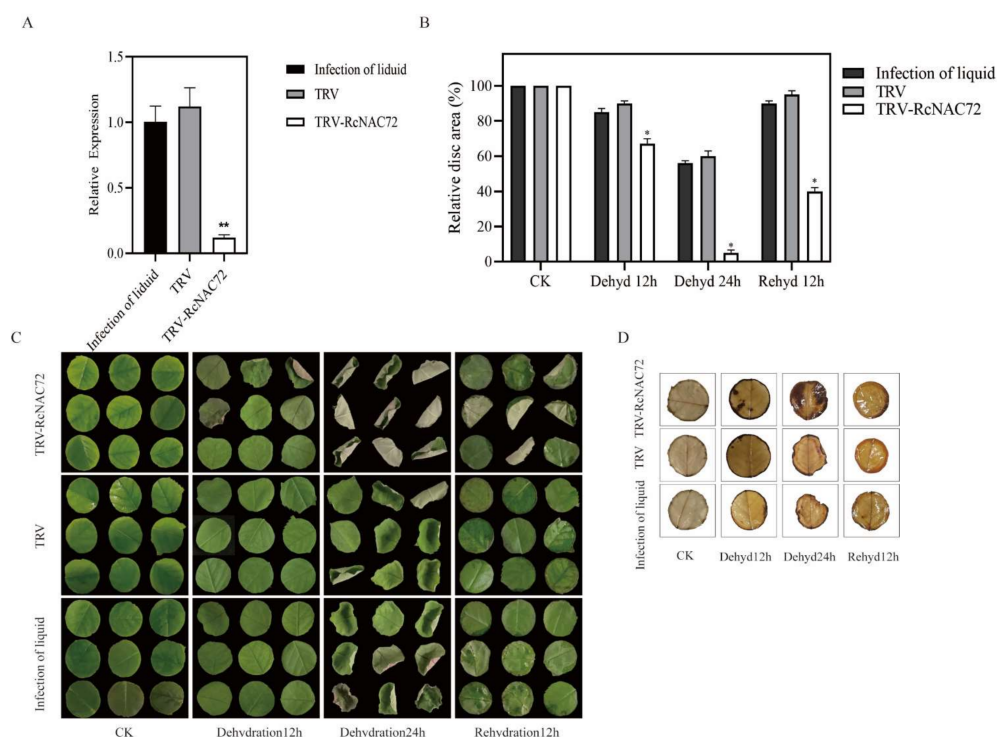 A
Relative Expression
1.5
1.0
0.5
0.0
**
Infection of liduid
TRV
TRV-RcNAC72
Infection of liduid
TRV
TRV-RcNAC72
B
Relative disc area (%)
100
80
60
40
20
0
*
*
*
CK
Dehyd 12h
Dehyd 24h
Rehyd 12h
Infection of liquid
TRV
TRV-RcNAC72
C
TRV-RcNAC72
TRV
Infection of liquid
CK
Dehydration12h
Dehydration24h
Rehydration12h
D
TRV-RcNAC72
TRV
Infection of liquid
CK
Dehyd12h
Dehyd24h
Rehyd12h